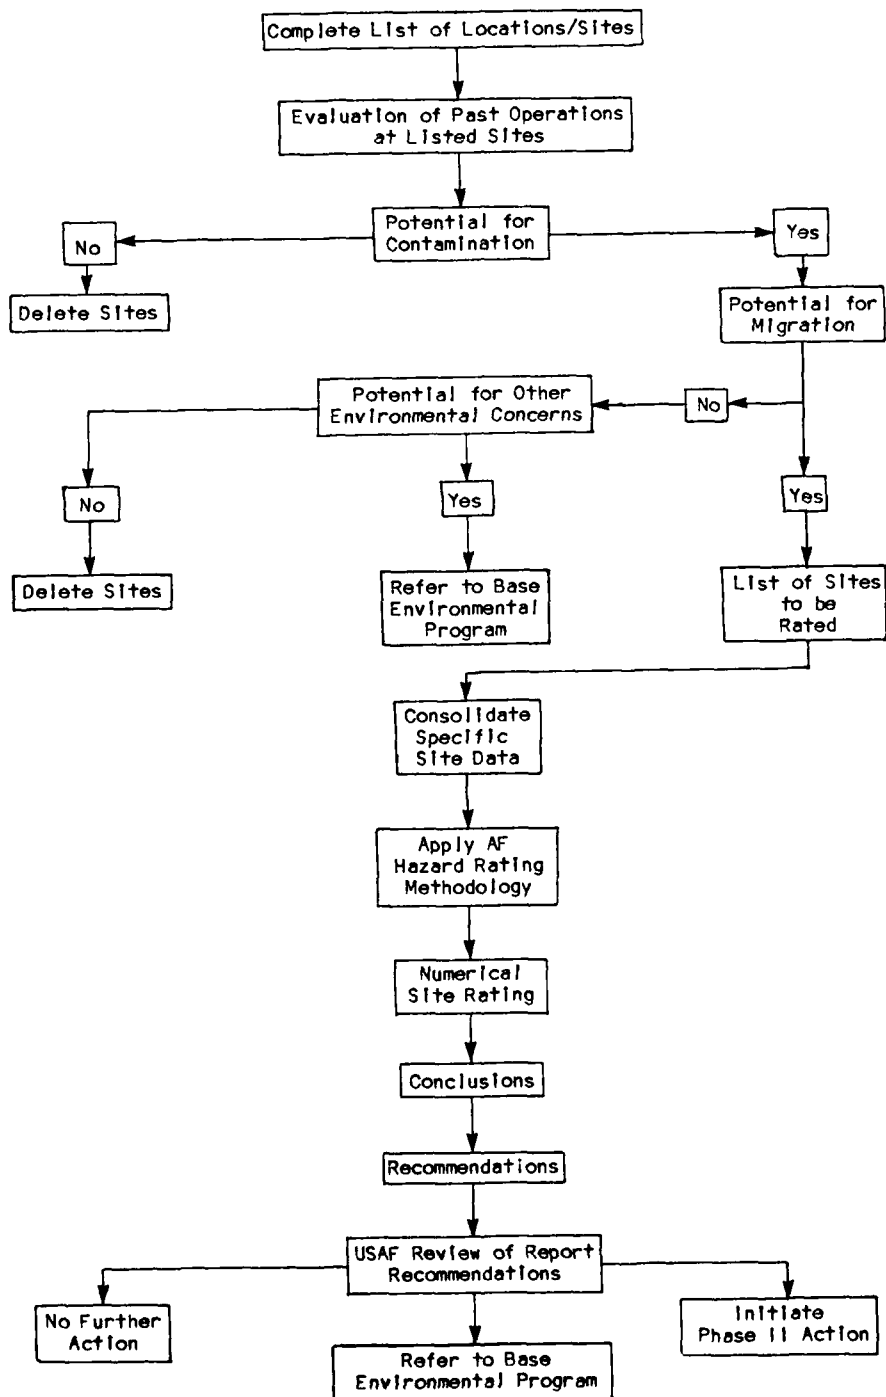 Complete List of Locations/Sites
Evaluation of Past Operations
at Listed Sites
Potential for
Contamination
No
Yes
Delete Sites
Potential for
Migration
Potential for Other
Environmental Concerns
No
No
Yes
Yes
Delete Sites
Refer to Base
Environmental
Program
List of Sites
to be
Rated
Consolidate
Specific
Site Data
Apply AF
Hazard Rating
Methodology
Numerical
Site Rating
Conclusions
Recommendations
USAF Review of Report
Recommendations
No Further
Action
Refer to Base
Environmental Program
Initiate
Phase II Action